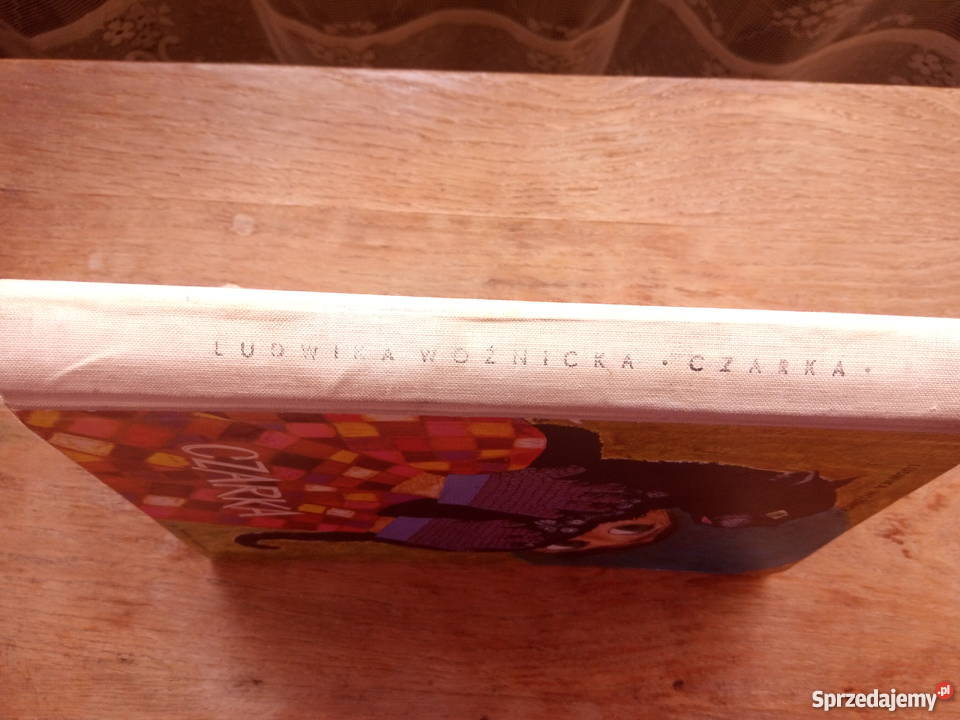 LUDWIKA WOŹNICKA • CZARKA •
CZARKA
Sprzedajemy.pl